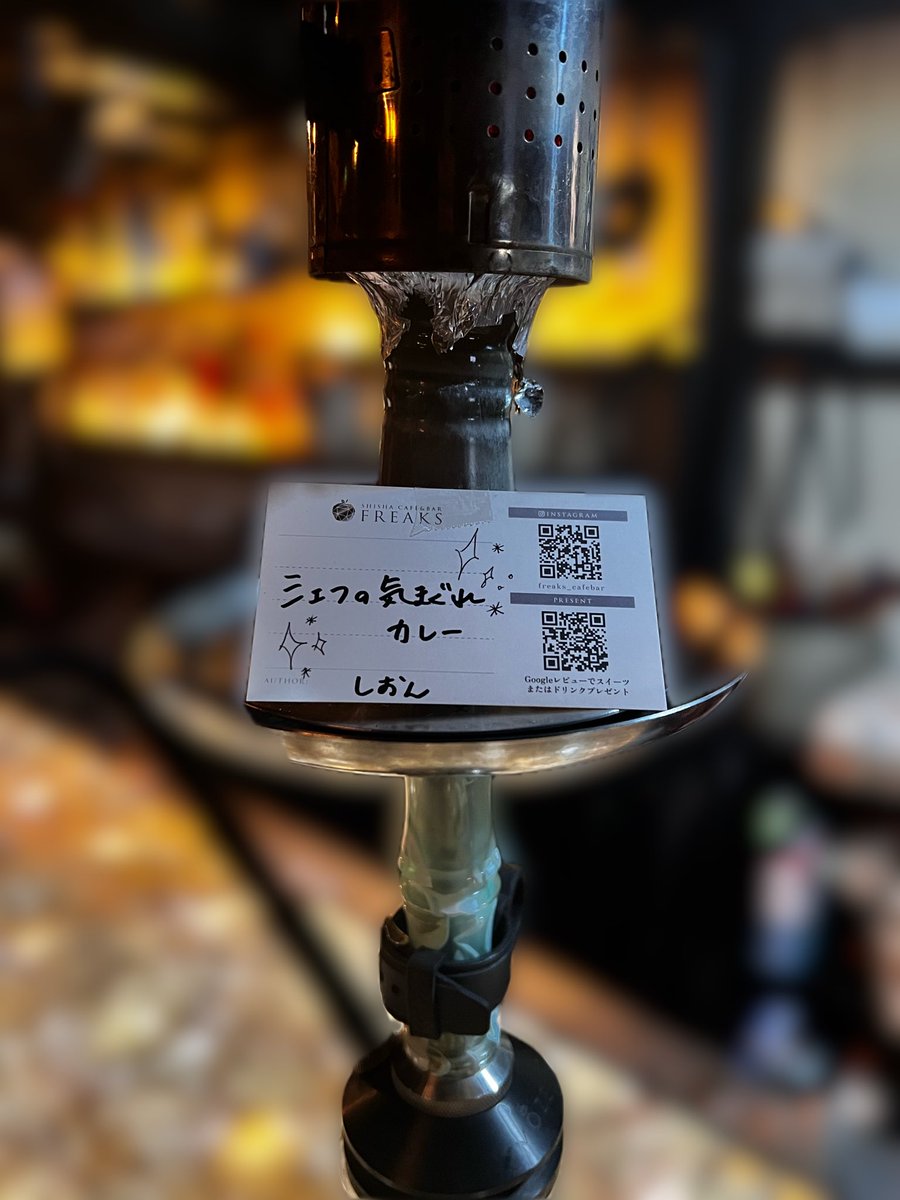 SHISHA CAFE&BAR
FREAKS
シェフの気まぐれ
カレー
AUTHOR:
しおん
INSTAGRAM
freaks_cafebar
PRESENT
Googleレビューでスイーツ
またはドリンクプレゼント